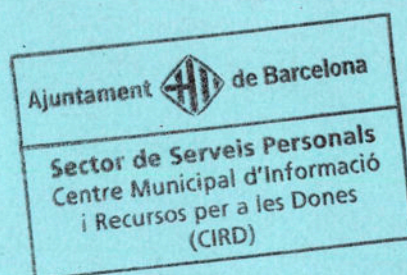 Ajuntament de Barcelona
Sector de Serveis Personals
Centre Municipal d'Informació
i Recursos per a les Dones
(CIRD)